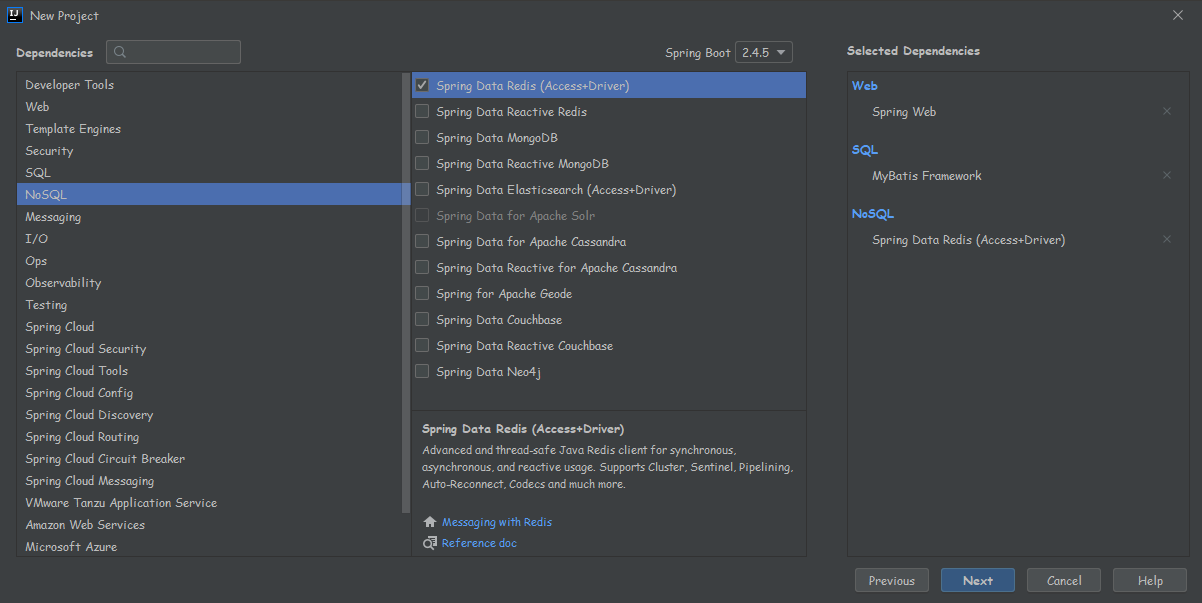 New Project
Dependencies
Spring Boot 2.4.5
Selected Dependencies
Developer Tools
Web
Template Engines
Security
SQL
NoSQL
Messaging
I/O
Ops
Observability
Testing
Spring Cloud
Spring Cloud Security
Spring Cloud Tools
Spring Cloud Config
Spring Cloud Discovery
Spring Cloud Routing
Spring Cloud Circuit Breaker
Spring Cloud Messaging
VMware Tanzu Application Service
Amazon Web Services
Microsoft Azure
Spring Data Redis (Access+Driver)
Spring Data Reactive Redis
Spring Data MongoDB
Spring Data Reactive MongoDB
Spring Data Elasticsearch (Access+Driver)
Spring Data for Apache Solr
Spring Data for Apache Cassandra
Spring Data Reactive for Apache Cassandra
Spring for Apache Geode
Spring Data Couchbase
Spring Data Reactive Couchbase
Spring Data Neo4j
Spring Data Redis (Access+Driver)
Advanced and thread-safe Java Redis client for synchronous,
asynchronous, and reactive usage. Supports Cluster, Sentinel, Pipelining,
Auto-Reconnect, Codecs and much more.
Messaging with Redis
Reference doc
Web
Spring Web
SQL
MyBatis Framework
NoSQL
Spring Data Redis (Access+Driver)
Previous
Next
Cancel
Help